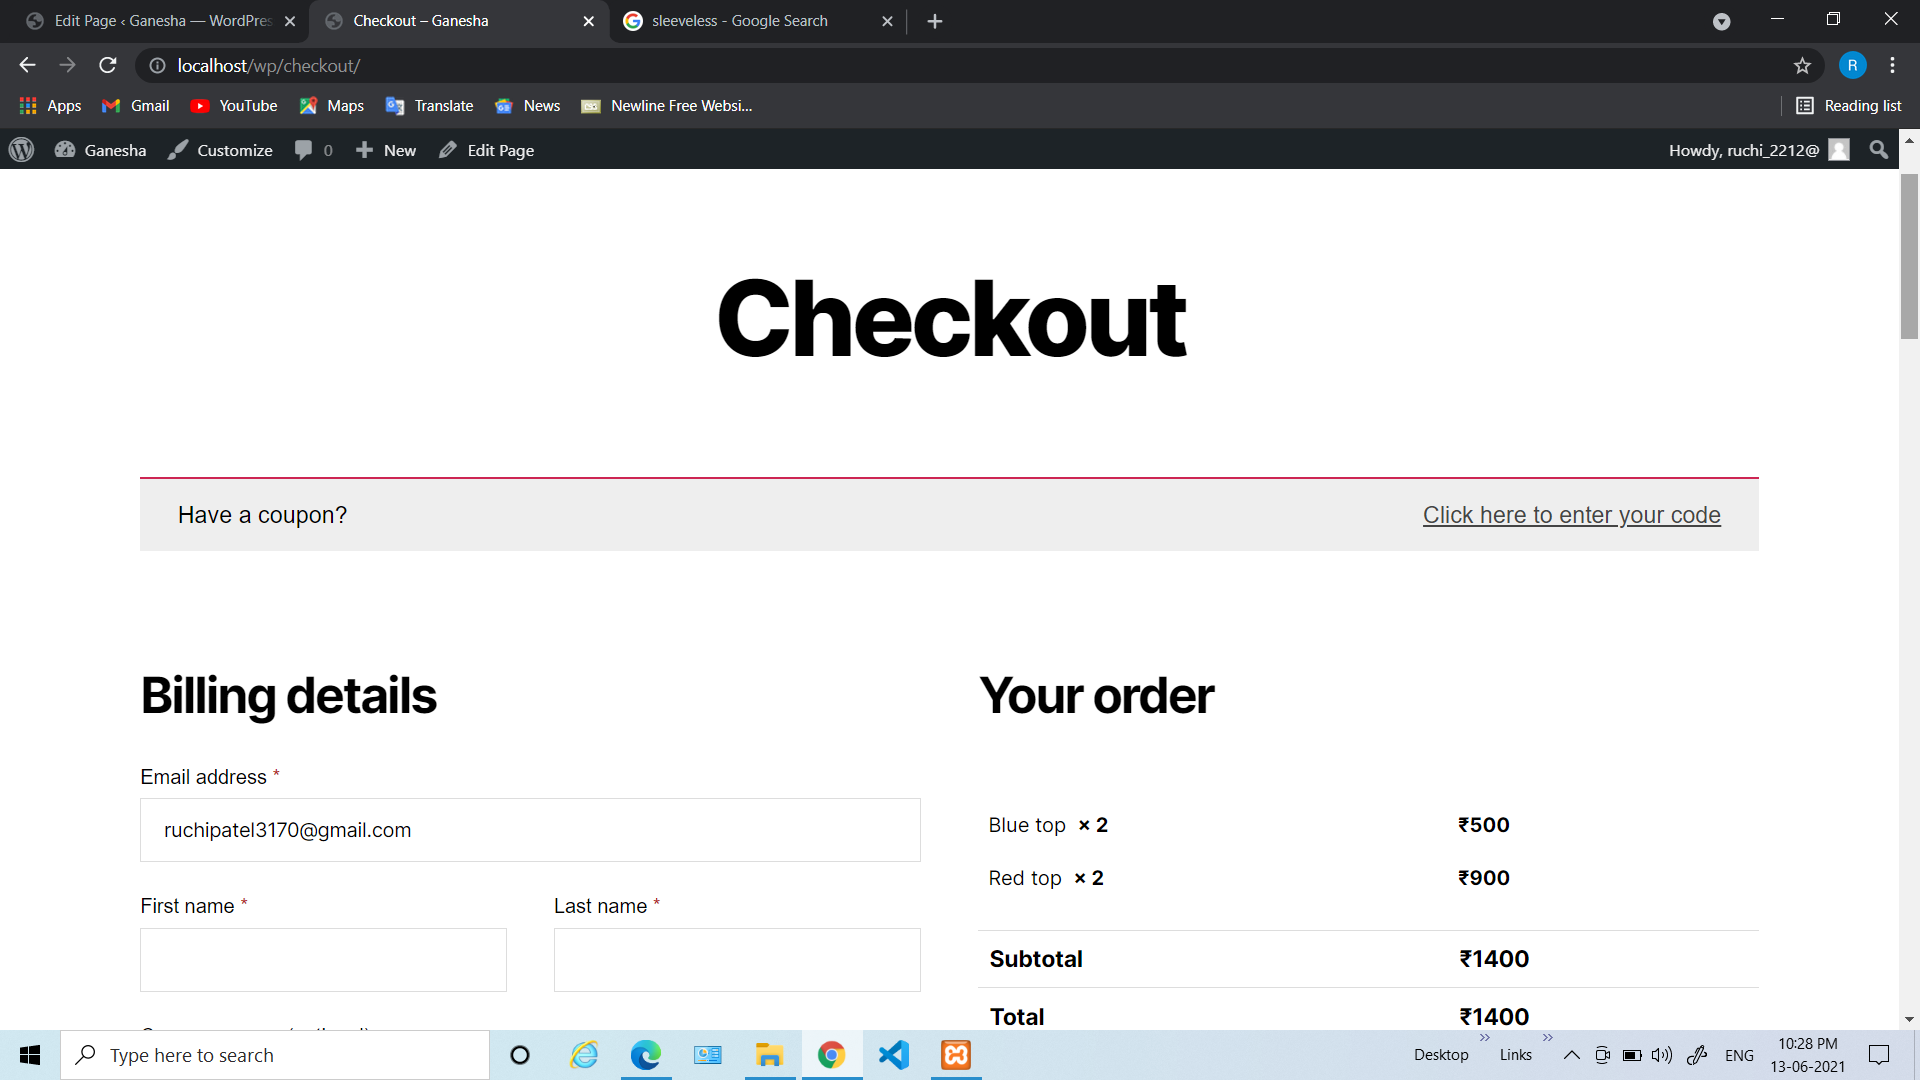 Edit Page ‹ Ganesha — WordPres
Checkout – Ganesha
sleeveless - Google Search
localhost/wp/checkout/
R
Apps
Gmail
YouTube
Maps
Translate
News
Newline Free Websi...
Reading list
Ganesha
Customize
0
New
Edit Page
Howdy, ruchi_2212@
Checkout
Have a coupon?
Click here to enter your code
Billing details
Your order
Email address *
ruchipatel3170@gmail.com
Blue top × 2 ₹500
Red top × 2 ₹900
First name *
Last name *
Subtotal ₹1400
Total ₹1400
Type here to search
Desktop
Links
ENG
10:28 PM
13-06-2021